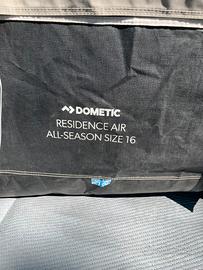 DOMETIC
RESIDENCE AIR
ALL-SEASON SIZE 16